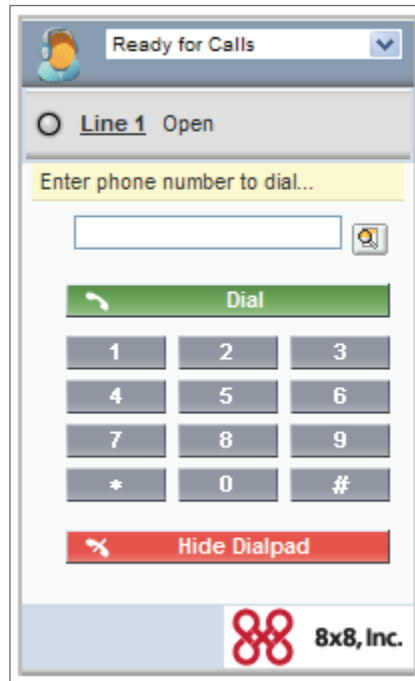 Ready for Calls
Line 1 Open
Enter phone number to dial...
Dial
1 2 3
4 5 6
7 8 9
* 0 #
Hide Dialpad
8x8, Inc.